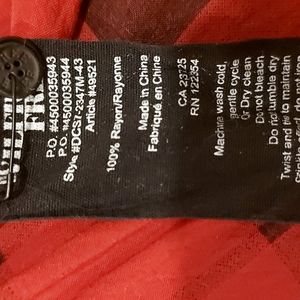 P.O. #4500035943
P.O. #4500035944
Style #DCS17-2347M-43
Article #49521
100% Rayon/Rayonne
Made in China
Fabriqué en Chine
CA 23725
RN 122354
Machine wash cold,
gentle cycle
Or Dry clean
Do not bleach
Do not tumble dry
Twist and tie to maintain